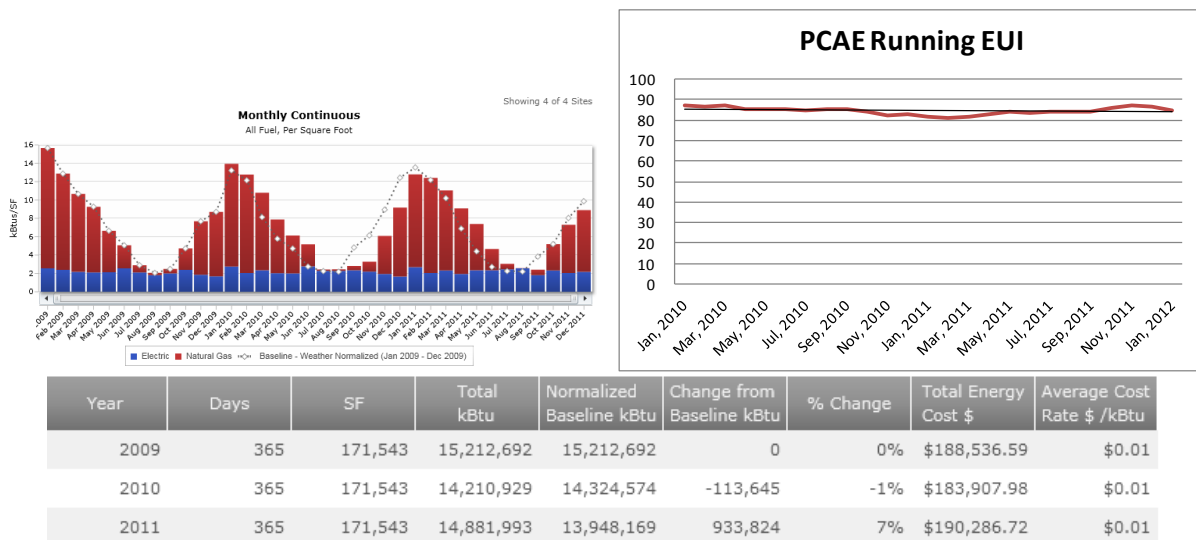 Showing 4 of 4 Sites
Monthly Continuous
All Fuel, Per Square Foot
kBtus/SF
16
14
12
10
8
6
4
2
0
2009
Feb 2009
Mar 2009
Apr 2009
May 2009
Jun 2009
Jul 2009
Aug 2009
Sep 2009
Oct 2009
Nov 2009
Dec 2009
Jan 2010
Feb 2010
Mar 2010
Apr 2010
May 2010
Jun 2010
Jul 2010
Aug 2010
Sep 2010
Oct 2010
Nov 2010
Dec 2010
Jan 2011
Feb 2011
Mar 2011
Apr 2011
May 2011
Jun 2011
Jul 2011
Aug 2011
Sep 2011
Oct 2011
Nov 2011
Dec 2011
Electric Natural Gas Baseline - Weather Normalized (Jan 2009 - Dec 2009)
PCAE Running EUI
100
90
80
70
60
50
40
30
20
10
0
Jan, 2010
Mar, 2010
May, 2010
Jul, 2010
Sep, 2010
Nov, 2010
Jan, 2011
Mar, 2011
May, 2011
Jul, 2011
Sep, 2011
Nov, 2011
Jan, 2012
Year Days SF Total kBtu Normalized Baseline kBtu Change from Baseline kBtu % Change Total Energy Cost $ Average Cost Rate $ /kBtu
2009 365 171,543 15,212,692 15,212,692 0 0% $188,536.59 $0.01
2010 365 171,543 14,210,929 14,324,574 -113,645 -1% $183,907.98 $0.01
2011 365 171,543 14,881,993 13,948,169 933,824 7% $190,286.72 $0.01